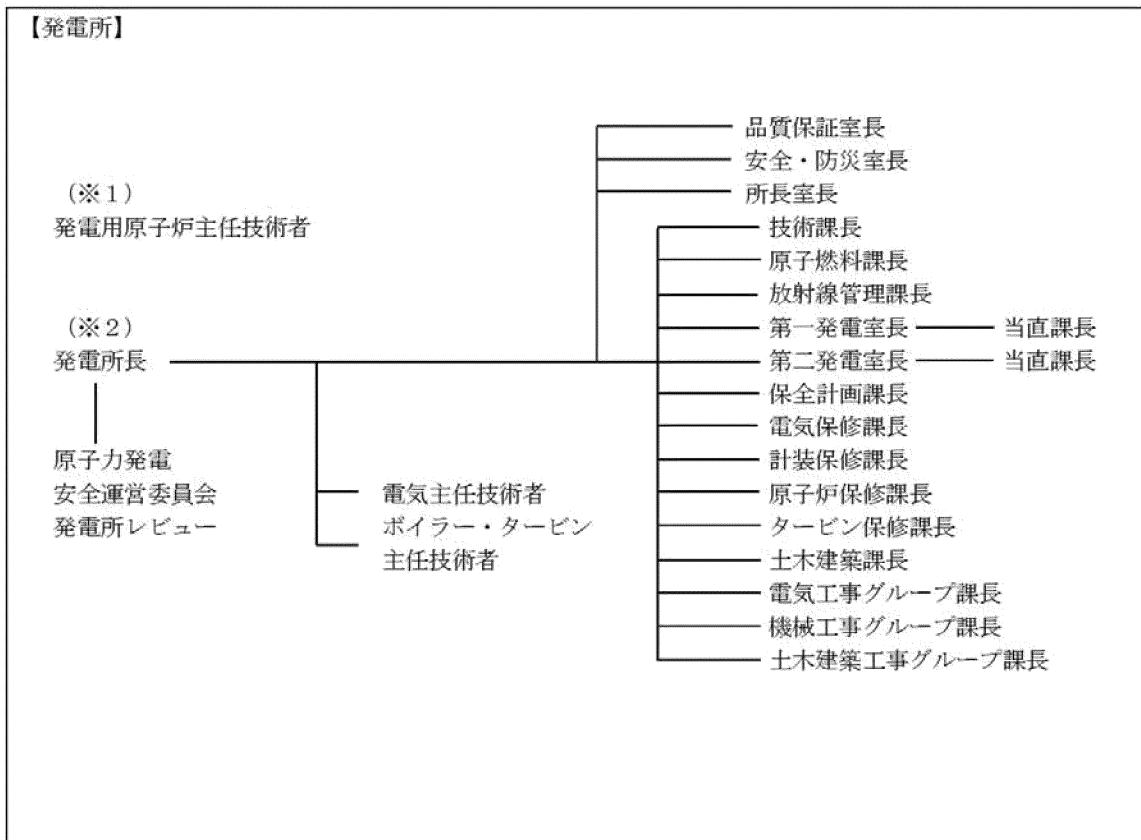 【発電所】
品質保証室長
安全・防災室長
所長室長
(※1)
発電用原子炉主任技術者
技術課長
原子燃料課長
放射線管理課長
(※2)
第一発電室長 当直課長
発電所長
第二発電室長 当直課長
保全計画課長
電気保修課長
計装保修課長
原子炉保修課長
タービン保修課長
土木建築課長
電気工事グループ課長
機械工事グループ課長
土木建築工事グループ課長
原子力発電
安全運営委員会
発電所レビュー
電気主任技術者
ボイラー・タービン
主任技術者